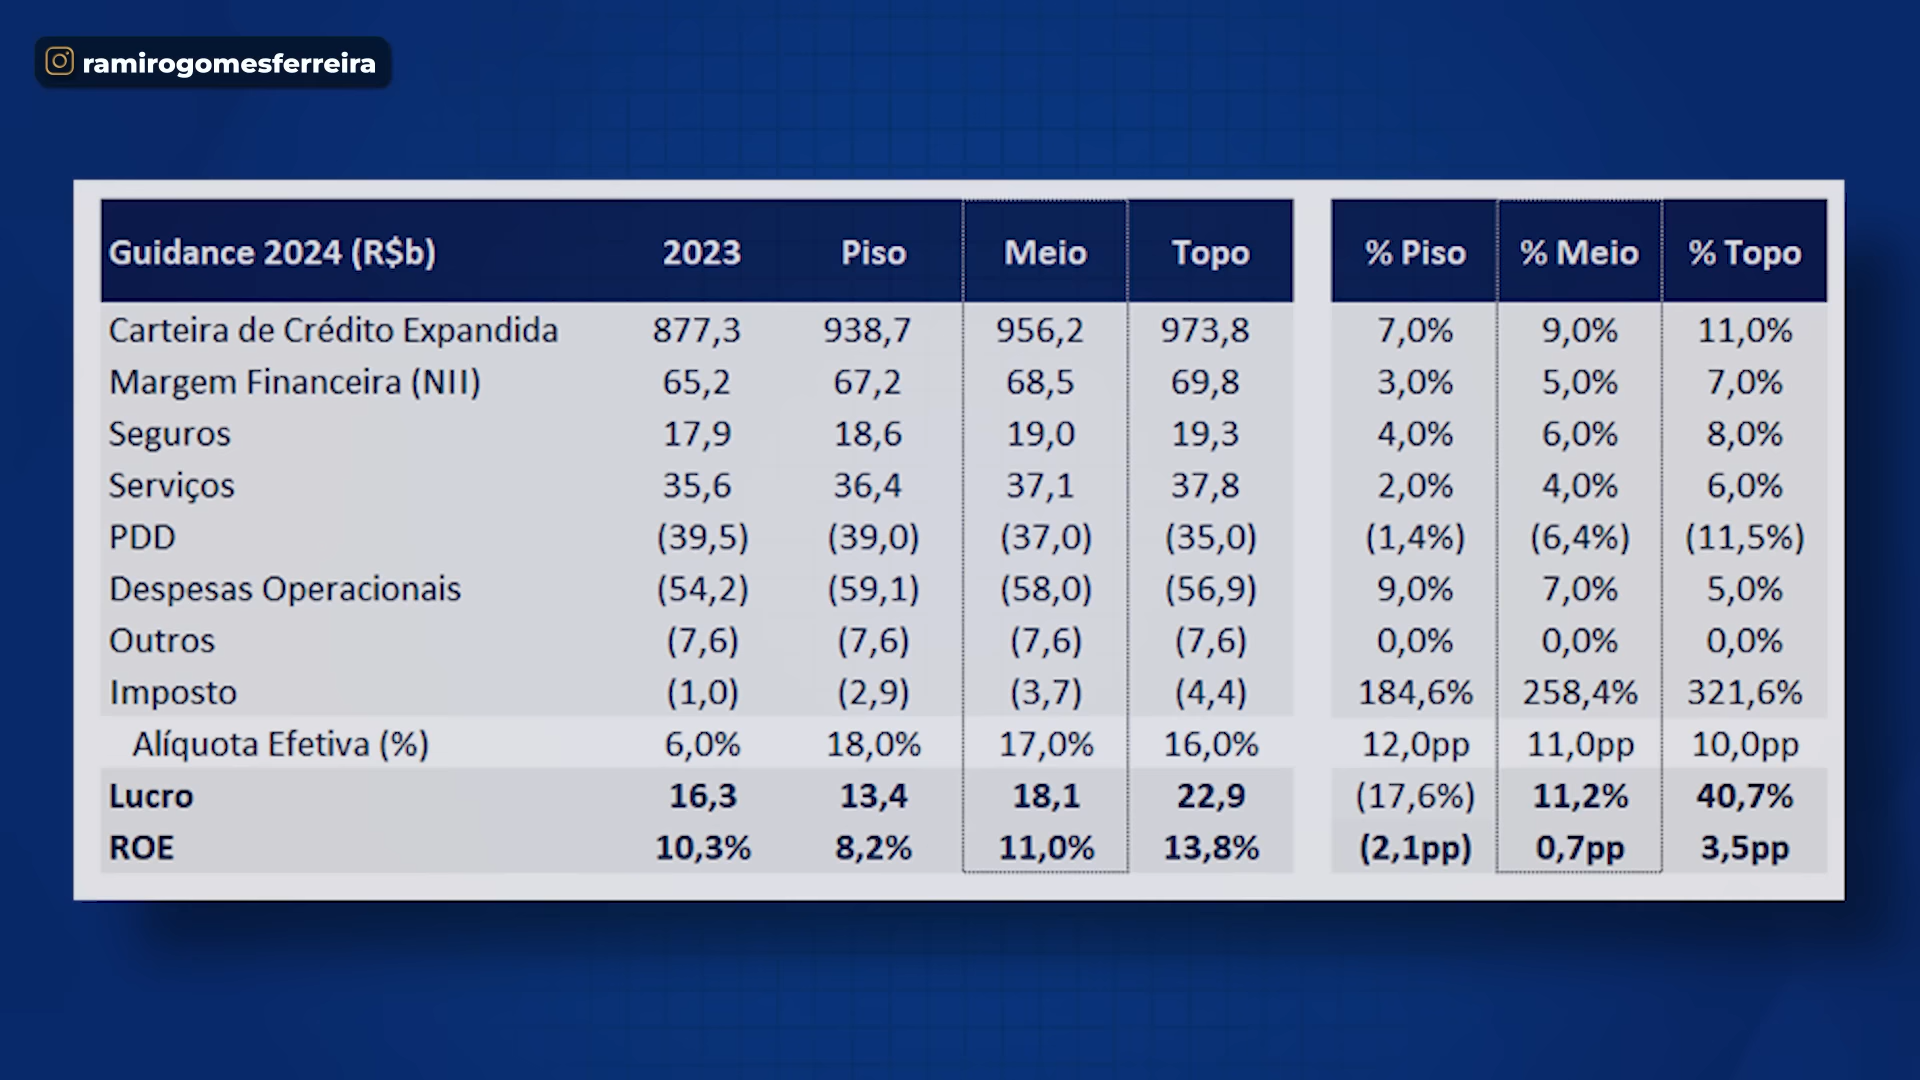 ramirogomesferreira
Guidance 2024 (R$b) 2023 Piso Meio Topo % Piso % Meio % Topo
Carteira de Crédito Expandida 877,3 938,7 956,2 973,8 7,0% 9,0% 11,0%
Margem Financeira (NII) 65,2 67,2 68,5 69,8 3,0% 5,0% 7,0%
Seguros 17,9 18,6 19,0 19,3 4,0% 6,0% 8,0%
Serviços 35,6 36,4 37,1 37,8 2,0% 4,0% 6,0%
PDD (39,5) (39,0) (37,0) (35,0) (1,4%) (6,4%) (11,5%)
Despesas Operacionais (54,2) (59,1) (58,0) (56,9) 9,0% 7,0% 5,0%
Outros (7,6) (7,6) (7,6) (7,6) 0,0% 0,0% 0,0%
Imposto (1,0) (2,9) (3,7) (4,4) 184,6% 258,4% 321,6%
Alíquota Efetiva (%) 6,0% 18,0% 17,0% 16,0% 12,0pp 11,0pp 10,0pp
Lucro 16,3 13,4 18,1 22,9 (17,6%) 11,2% 40,7%
ROE 10,3% 8,2% 11,0% 13,8% (2,1pp) 0,7pp 3,5pp